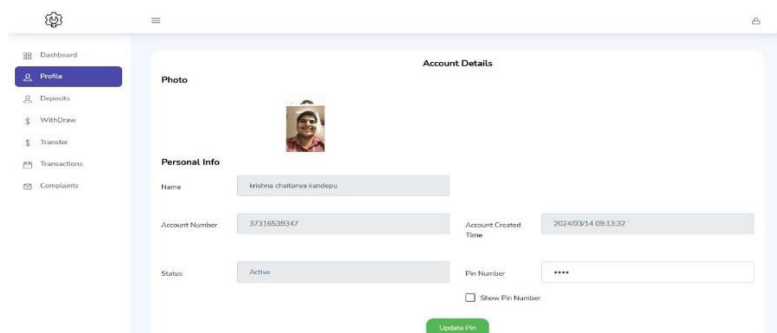 Dashboard
Profile
Deposits
WithDraw
Transfer
Transactions
Complaints
Account Details
Photo
Personal Info
Name
krishna chaitanya kandepu
Account Number
37316539347
Account Created
Time
2024/03/14 09:13:32
Status
Active
Pin Number
••••
Show Pin Number
Update Pin